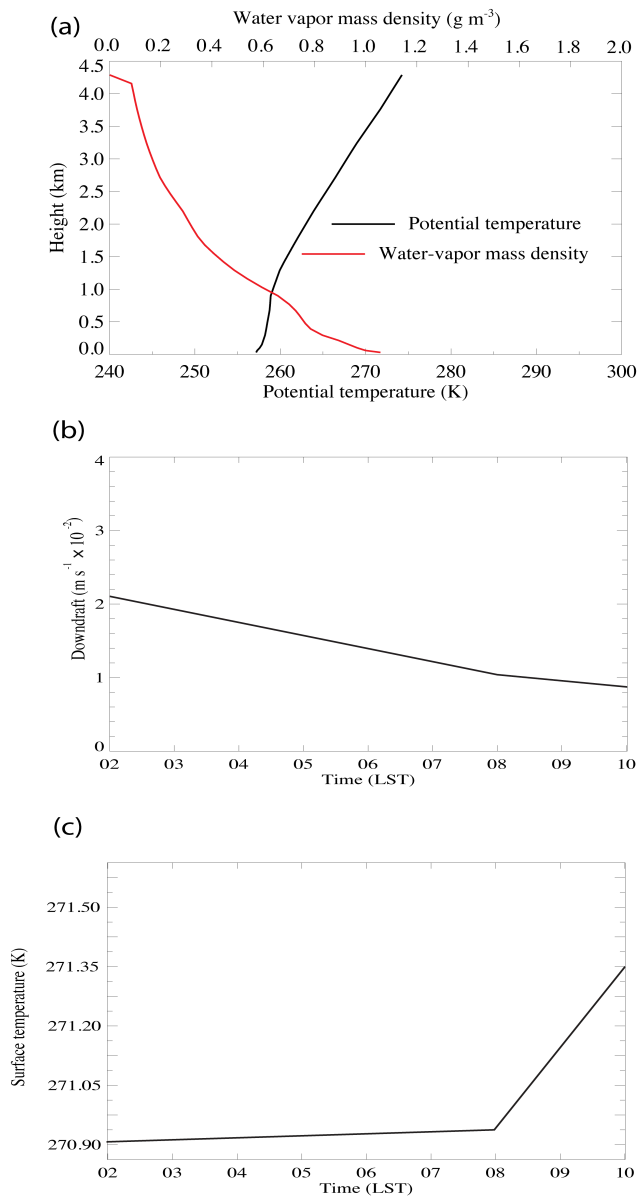 (a)
Water vapor mass density (g m-3)
0.0 0.2 0.4 0.6 0.8 1.0 1.2 1.4 1.6 1.8 2.0
4.5
4.0
3.5
3.0
2.5
2.0
1.5
1.0
0.5
0.0
Height (km)
Potential temperature
Water-vapor mass density
240 250 260 270 280 290 300
Potential temperature (K)
(b)
4
3
2
1
0
Downdraft (m s-1 x 10-2)
02 03 04 05 06 07 08 09 10
Time (LST)
(c)
271.50
271.35
271.20
271.05
270.90
Surface temperature (K)
02 03 04 05 06 07 08 09 10
Time (LST)